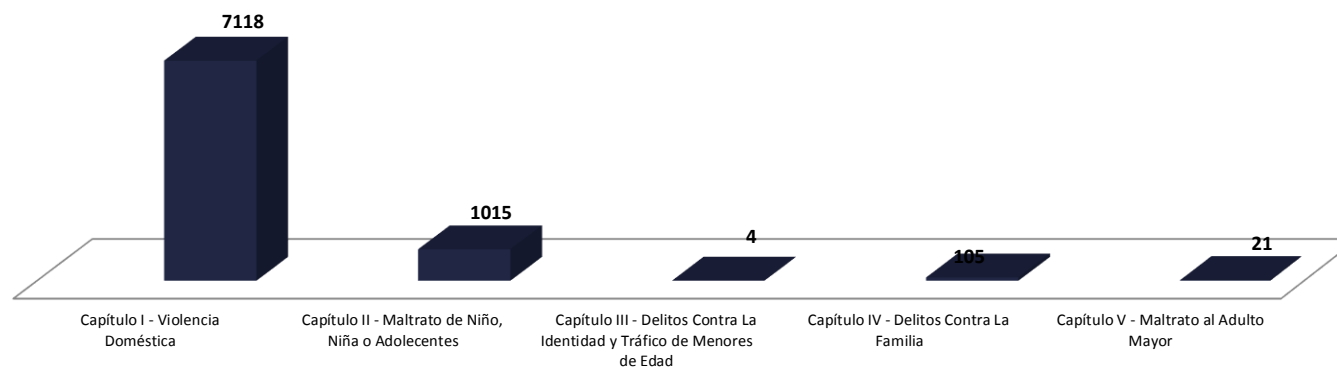 7118
1015
4
105
21
Capítulo I - Violencia
Doméstica
Capítulo II - Maltrato de Niño,
Niña o Adolecentes
Capítulo III - Delitos Contra La
Identidad y Tráfico de Menores
de Edad
Capítulo IV - Delitos Contra La
Familia
Capítulo V - Maltrato al Adulto
Mayor